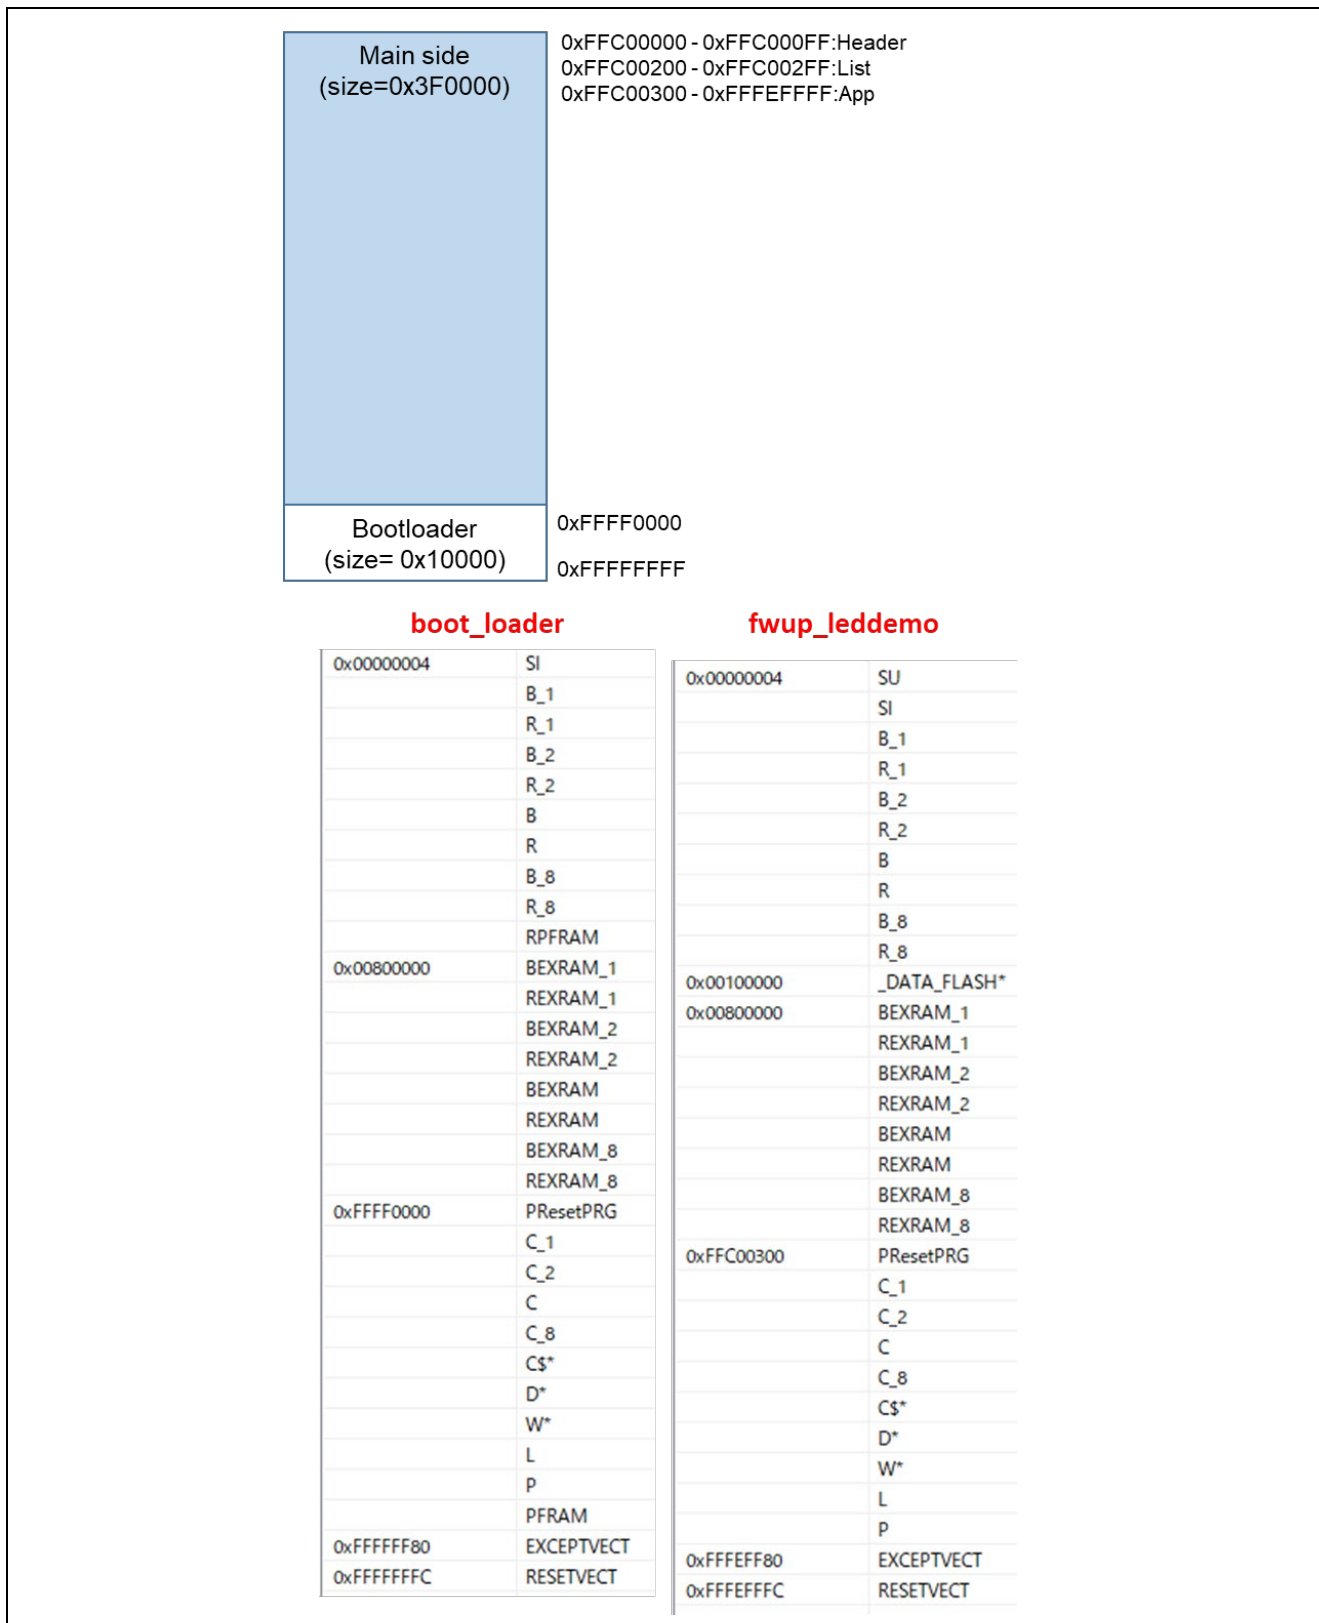 Main side
(size=0x3F0000)
0xFFC00000 - 0xFFC000FF:Header
0xFFC00200 - 0xFFC002FF:List
0xFFC00300 - 0xFFFEFFFF:App
Bootloader
(size= 0x10000)
0xFFFF0000
0xFFFFFFFF
boot_loader
0x00000004 SI
B_1
R_1
B_2
R_2
B
R
B_8
R_8
RPFRAM
0x00800000 BEXRAM_1
REXRAM_1
BEXRAM_2
REXRAM_2
BEXRAM
REXRAM
BEXRAM_8
REXRAM_8
0xFFFF0000 PResetPRG
C_1
C_2
C
C_8
C$*
D*
W*
L
P
PFRAM
0xFFFFFF80 EXCEPTVECT
0xFFFFFFFC RESETVECT
fwup_leddemo
0x00000004 SU
SI
B_1
R_1
B_2
R_2
B
R
B_8
R_8
0x00100000 _DATA_FLASH*
0x00800000 BEXRAM_1
REXRAM_1
BEXRAM_2
REXRAM_2
BEXRAM
REXRAM
BEXRAM_8
REXRAM_8
0xFFC00300 PResetPRG
C_1
C_2
C
C_8
C$*
D*
W*
L
P
0xFFFEFF80 EXCEPTVECT
0xFFFEFFFC RESETVECT